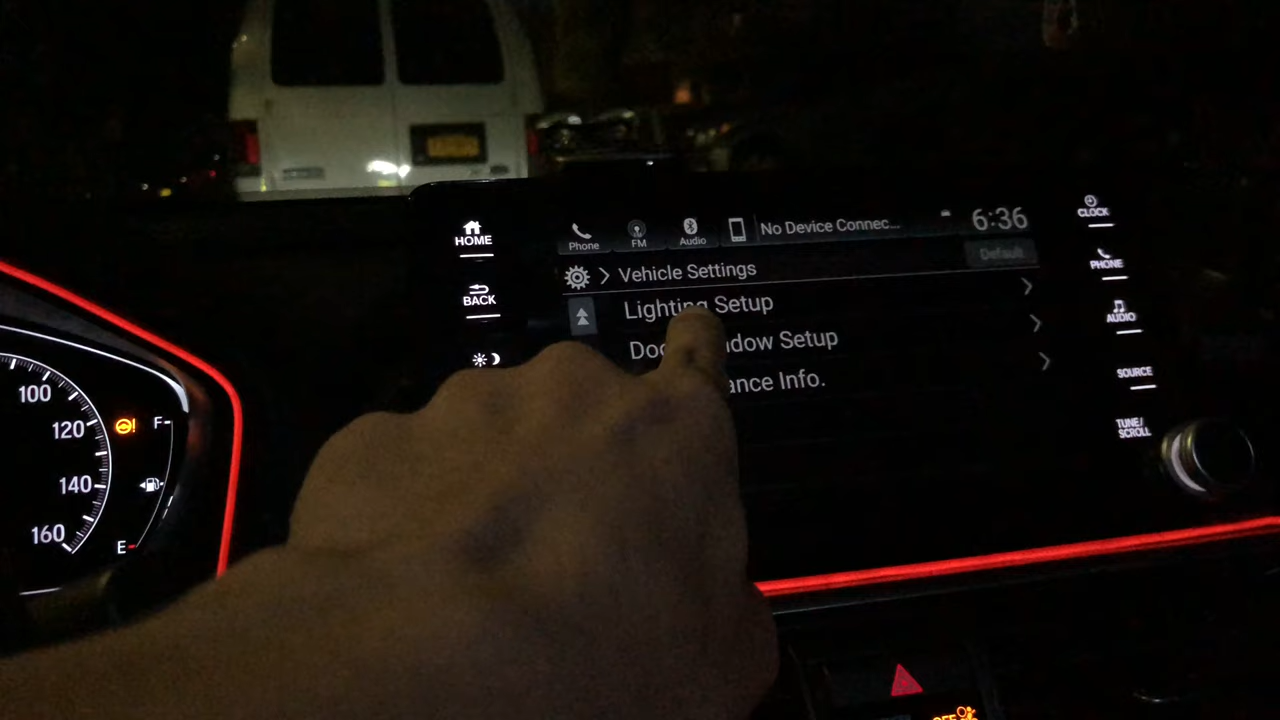 HOME
BACK
Phone
FM
Audio
No Device Connec...
6:36
Default
Vehicle Settings
Lighting Setup
Doo ndow Setup
ance Info.
CLOCK
PHONE
AUDIO
SOURCE
TUNE/
SCROLL
100
120
140
160
F
E
OFF